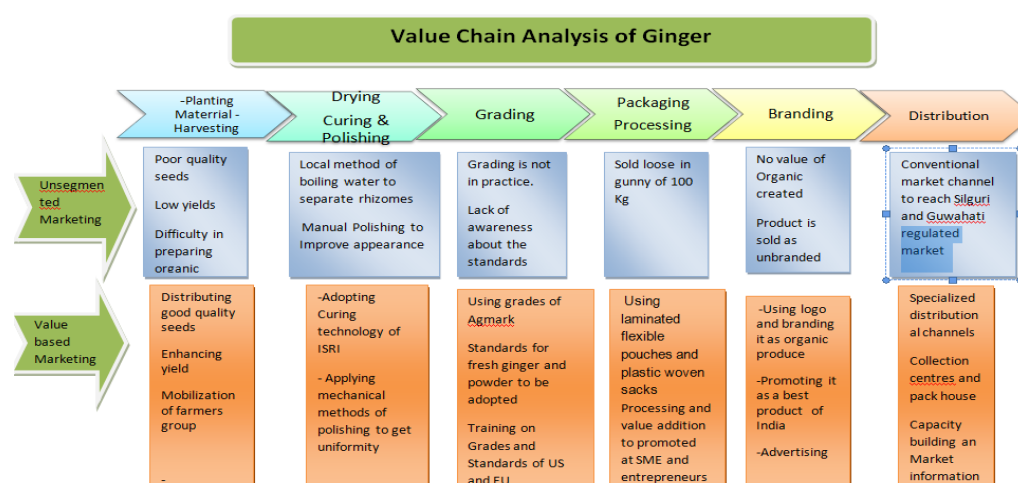 Value Chain Analysis of Ginger
-Planting
Materrial -
Harvesting
Drying
Curing &
Polishing
Grading
Packaging
Processing
Branding
Distribution
Unsegmen
ted
Marketing
Poor quality
seeds
Low yields
Difficulty in
preparing
organic
Local method of
boiling water to
separate rhizomes
Manual Polishing to
Improve appearance
Grading is not
in practice.
Lack of
awareness
about the
standards
Sold loose in
gunny of 100
Kg
No value of
Organic
created
Product is
sold as
unbranded
Conventional
market channel
to reach Silguri
and Guwahati
regulated
market
Value
based
Marketing
Distributing
good quality
seeds
Enhancing
yield
Mobilization
of farmers
group
-
-Adopting
Curing
technology of
ISRI
- Applying
mechanical
methods of
polishing to get
uniformity
Using grades of
Agmark
Standards for
fresh ginger and
powder to be
adopted
Training on
Grades and
Standards of US
and EU
Using
laminated
flexible
pouches and
plastic woven
sacks
Processing and
value addition
to promoted
at SME and
entrepreneurs
-Using logo
and branding
it as organic
produce
-Promoting it
as a best
product of
India
-Advertising
Specialized
distribution
al channels
Collection
centres and
pack house
Capacity
building an
Market
information